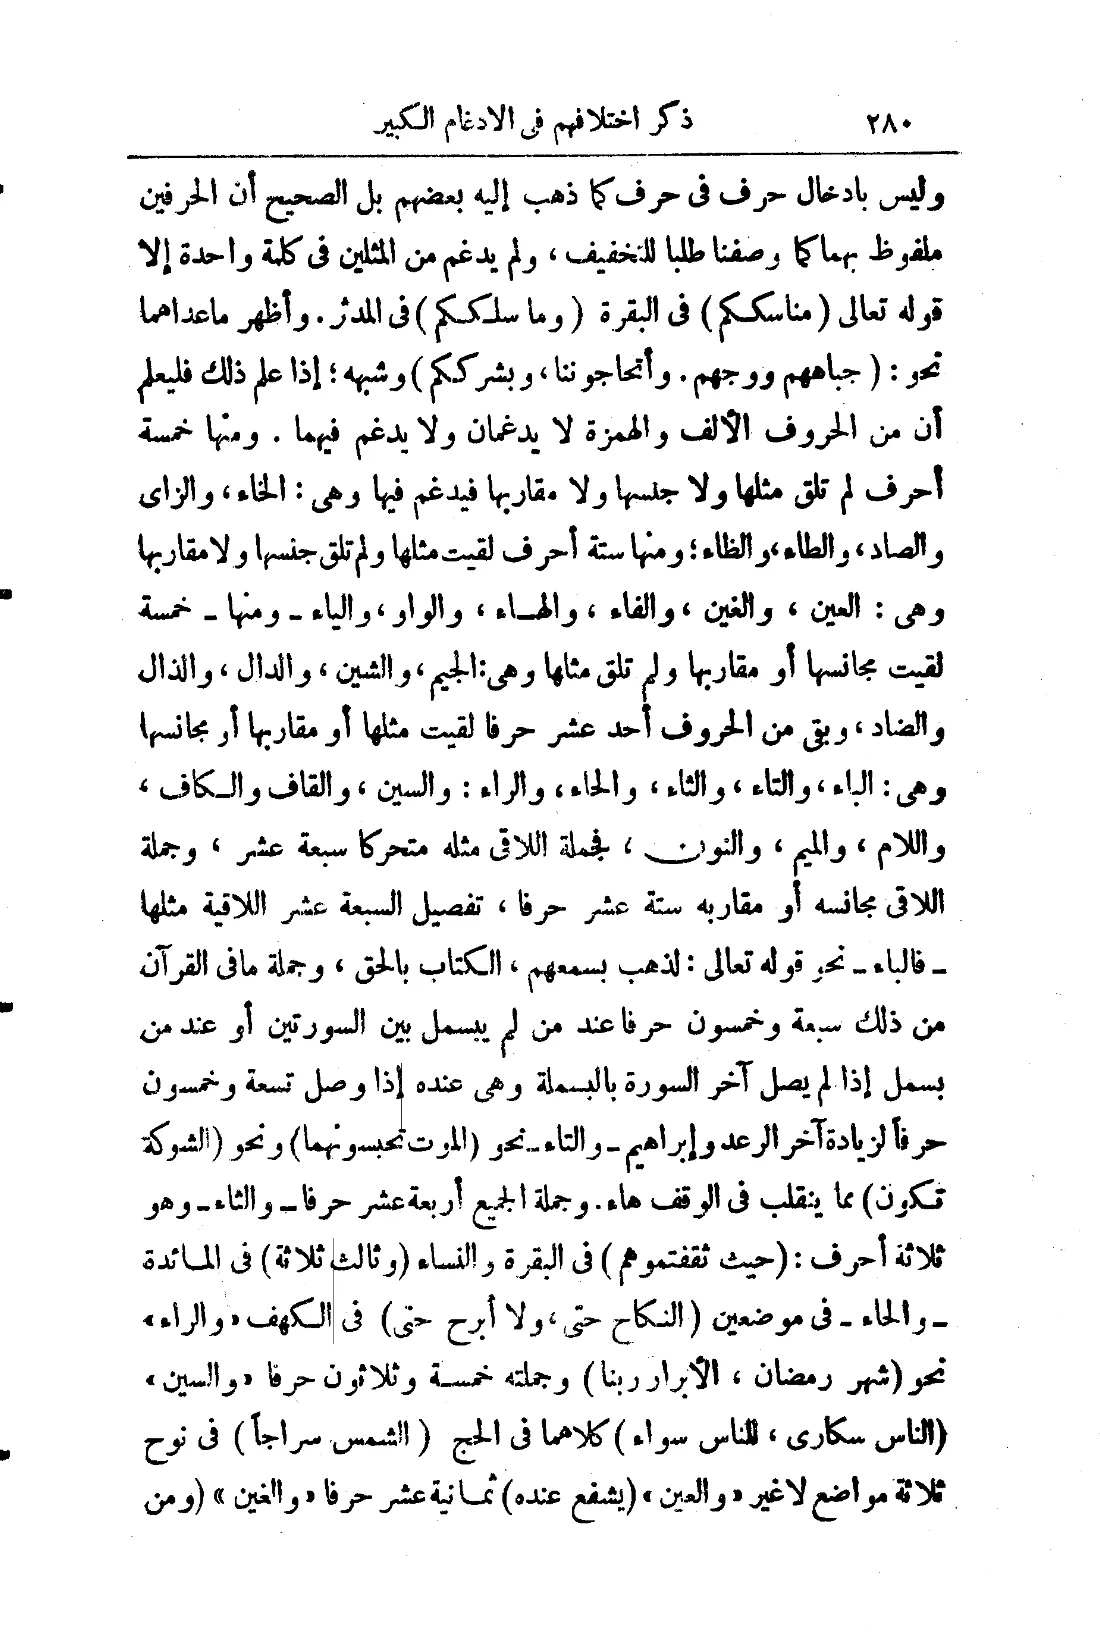 ٢٨٠ ذكر اختلافهم فى الادغام الكبير
وليس بادخال حرف فى حرف كما ذهب إليه بعضهم بل الصحيح أن الحرفين
ملفوظ بهما كما وصفنا طلبا للتخفيف ، ولم يدغم من المثلين فى كلمة واحدة إلا
قوله تعالى ( مناسككم ) فى البقرة ( وما سلككم ) فى المدثر . وأظهر ماعداهما
نحو : ( جباههم ووجهم . وأتحاجوننا ، وبشرككم ) وشبهه ؛ إذا علم ذلك فليعلم
أن من الحروف الألف والهمزة لا يدغمان ولا يدغم فيهما . ومنها خمسة
أحرف لم تلق مثلها ولا جنسها ولا مقاربها فيدغم فيها وهى : الخاء ، والزاى
والصاد ، والطاء ، والظاء ؛ ومنها ستة أحرف لقيت مثلها ولم تلق جنسها ولا مقاربها
وهى : العين ، والغين ، والفاء ، والهـاء ، والواو ، والياء ـ ومنها ـ خمسة
لقيت مجانسها أو مقاربها ولم تلق مثلها وهى : الجيم ، والشين ، والدال ، والذال
والضاد ، وبقى من الحروف أحد عشر حرفا لقيت مثلها أو مقاربها أو مجانسها
وهى : الباء ، والتاء ، والثاء ، والحاء ، والراء : والسين ، والقاف والـكاف ،
واللام ، والميم ، والنون ، فجملة اللاقى مثله متحركا سبعة عشر ، وجملة
اللاقى مجانسه أو مقاربه ستة عشر حرفا ، تفصيل السبعة عشر اللاقية مثلها
ـ فالباء ـ نحو قوله تعالى : لذهب بسمعهم ، الكتاب بالحق ، وجملة مافى القرآن
من ذلك سبعة وخمسون حرفا عند من لم يبسمل بين السورتين أو عند من
بسمل إذا لم يصل آخر السورة بالبسملة وهى عنده إذا وصل تسعة وخمسون
حرفاً لزيادة آخر الرعد وإبراهيم ـ والتاء ـ نحو ( الموت تحبسونهما ) ونحو ( الشوكة
تكون ) مما ينقلب فى الوقف هاء . وجملة الجميع أربعة عشر حرفا ـ والثاء ـ وهو
ثلاثة أحرف : ( حيث ثقفتموهم ) فى البقرة والنساء ( وثالث ثلاثة ) فى المـائدة
ـ والحاء ـ فى موضعين ( النكاح حتى ، ولا أبرح حتى ) فى الـكهف « والراء »
نحو ( شهر رمضان ، الأبرار ربنا ) وجملته خمسـة وثلاثون حرفا « والسين »
( الناس سكارى ، للناس سواء ) كلاهما فى الحج ( الشمس سراجاً ) فى نوح
ثلاثة مواضع لاغير « والعين » ( يشفع عنده ) ثمـانية عشر حرفا « والغين » ( ومن